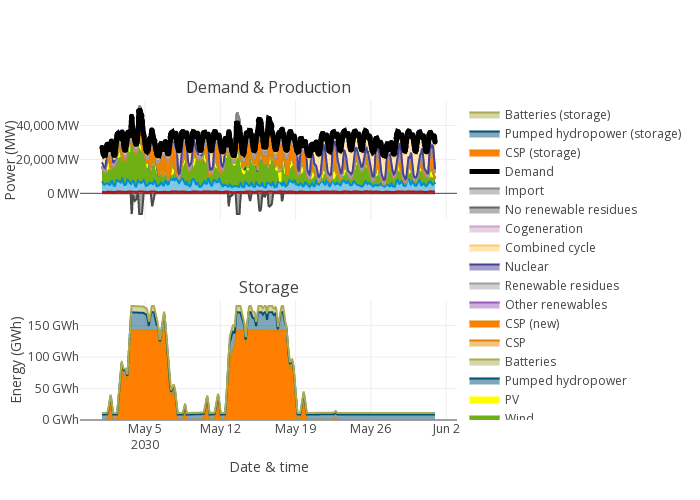 Demand & Production
Power (MW)
40,000 MW
20,000 MW
0 MW
Storage
Energy (GWh)
150 GWh
100 GWh
50 GWh
0 GWh
May 5
2030
May 12
May 19
May 26
Jun 2
Date & time
Batteries (storage)
Pumped hydropower (storage)
CSP (storage)
Demand
Import
No renewable residues
Cogeneration
Combined cycle
Nuclear
Renewable residues
Other renewables
CSP (new)
CSP
Batteries
Pumped hydropower
PV
Wind